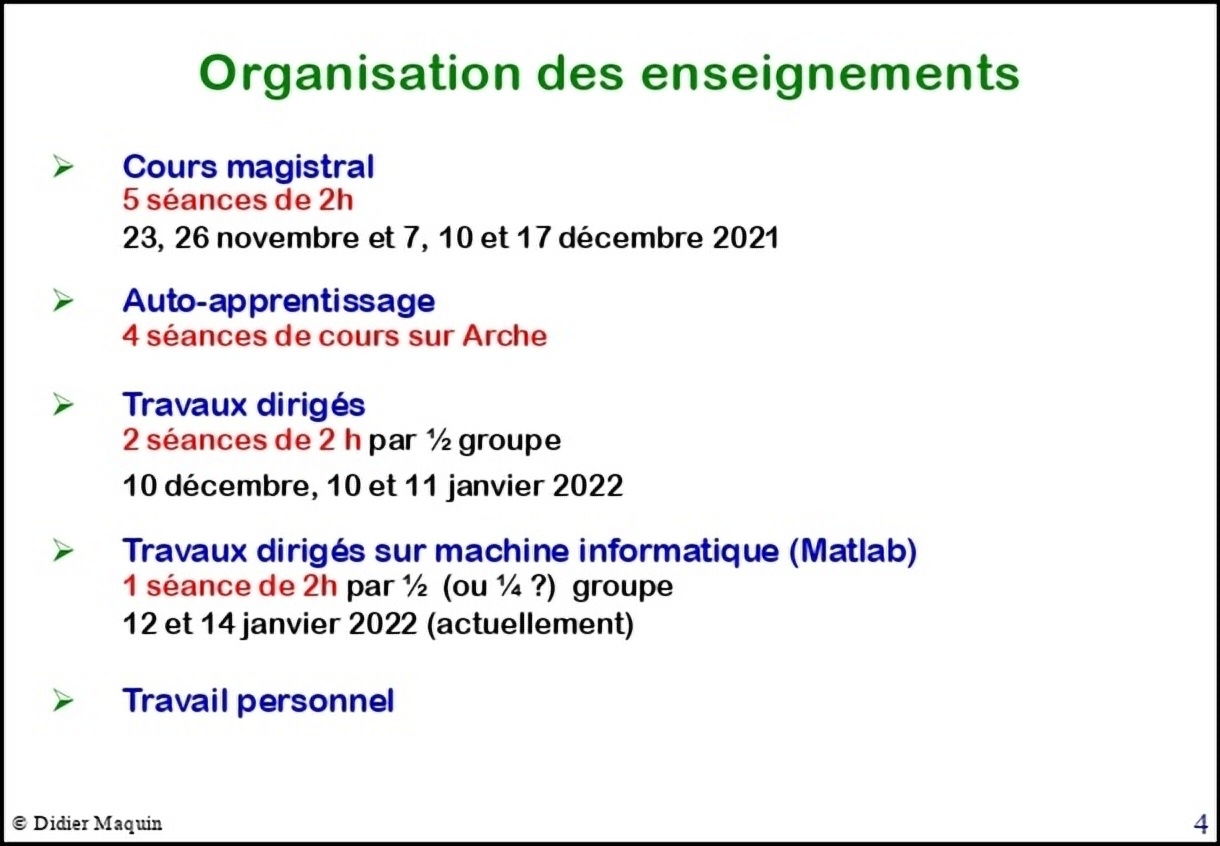 Organisation des enseignements
Cours magistral
5 séances de 2h
23, 26 novembre et 7, 10 et 17 décembre 2021
Auto-apprentissage
4 séances de cours sur Arche
Travaux dirigés
2 séances de 2 h par ½ groupe
10 décembre, 10 et 11 janvier 2022
Travaux dirigés sur machine informatique (Matlab)
1 séance de 2h par ½ (ou ¼ ?) groupe
12 et 14 janvier 2022 (actuellement)
Travail personnel
© Didier Maquin
4